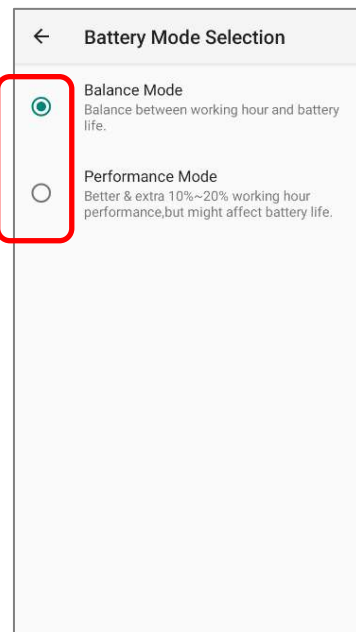 Battery Mode Selection
Balance Mode
Balance between working hour and battery
life.
Performance Mode
Better & extra 10%~20% working hour
performance,but might affect battery life.